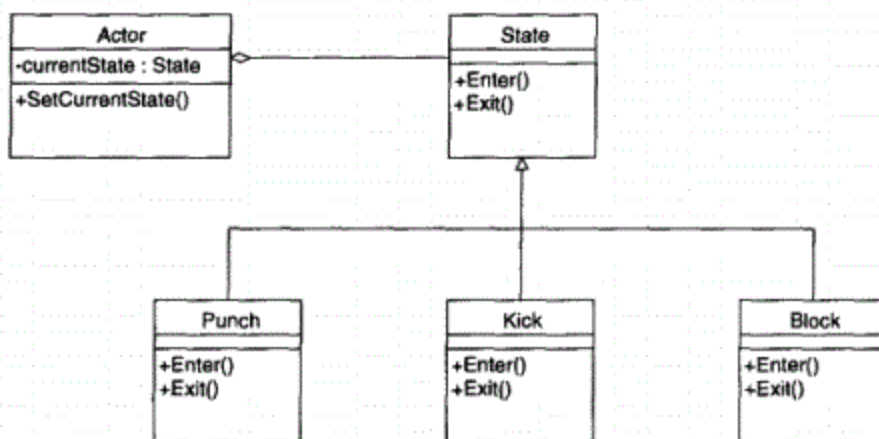 Actor
-currentState : State
+SetCurrentState()
State
+Enter()
+Exit()
Punch
+Enter()
+Exit()
Kick
+Enter()
+Exit()
Block
+Enter()
+Exit()